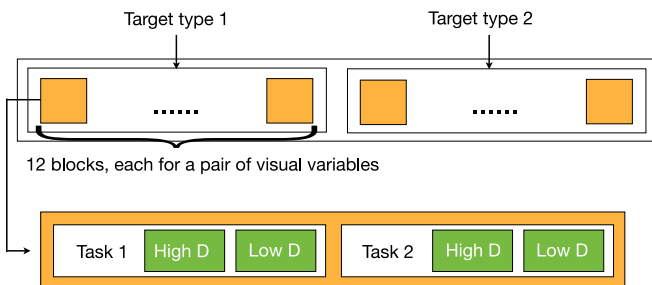 Target type 1 Target type 2
...... ......
12 blocks, each for a pair of visual variables
Task 1 High D Low D Task 2 High D Low D